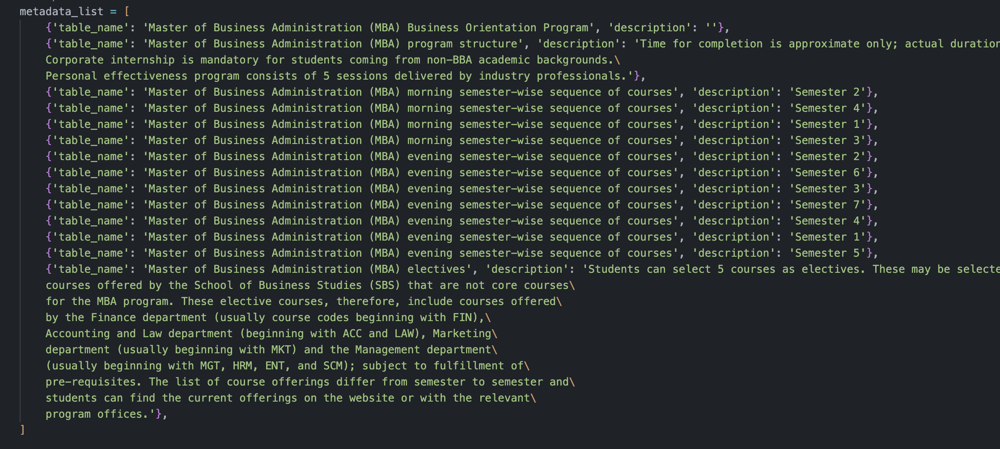 metadata_list = [
{'table_name': 'Master of Business Administration (MBA) Business Orientation Program', 'description': ''},
{'table_name': 'Master of Business Administration (MBA) program structure', 'description': 'Time for completion is approximate only; actual duration
Corporate internship is mandatory for students coming from non-BBA academic backgrounds.\
Personal effectiveness program consists of 5 sessions delivered by industry professionals.'},
{'table_name': 'Master of Business Administration (MBA) morning semester-wise sequence of courses', 'description': 'Semester 2'},
{'table_name': 'Master of Business Administration (MBA) morning semester-wise sequence of courses', 'description': 'Semester 4'},
{'table_name': 'Master of Business Administration (MBA) morning semester-wise sequence of courses', 'description': 'Semester 1'},
{'table_name': 'Master of Business Administration (MBA) morning semester-wise sequence of courses', 'description': 'Semester 3'},
{'table_name': 'Master of Business Administration (MBA) evening semester-wise sequence of courses', 'description': 'Semester 2'},
{'table_name': 'Master of Business Administration (MBA) evening semester-wise sequence of courses', 'description': 'Semester 6'},
{'table_name': 'Master of Business Administration (MBA) evening semester-wise sequence of courses', 'description': 'Semester 3'},
{'table_name': 'Master of Business Administration (MBA) evening semester-wise sequence of courses', 'description': 'Semester 7'},
{'table_name': 'Master of Business Administration (MBA) evening semester-wise sequence of courses', 'description': 'Semester 4'},
{'table_name': 'Master of Business Administration (MBA) evening semester-wise sequence of courses', 'description': 'Semester 1'},
{'table_name': 'Master of Business Administration (MBA) evening semester-wise sequence of courses', 'description': 'Semester 5'},
{'table_name': 'Master of Business Administration (MBA) electives', 'description': 'Students can select 5 courses as electives. These may be selecte
courses offered by the School of Business Studies (SBS) that are not core courses\
for the MBA program. These elective courses, therefore, include courses offered\
by the Finance department (usually course codes beginning with FIN),\
Accounting and Law department (beginning with ACC and LAW), Marketing\
department (usually beginning with MKT) and the Management department\
(usually beginning with MGT, HRM, ENT, and SCM); subject to fulfillment of\
pre-requisites. The list of course offerings differ from semester to semester and\
students can find the current offerings on the website or with the relevant\
program offices.'},
]